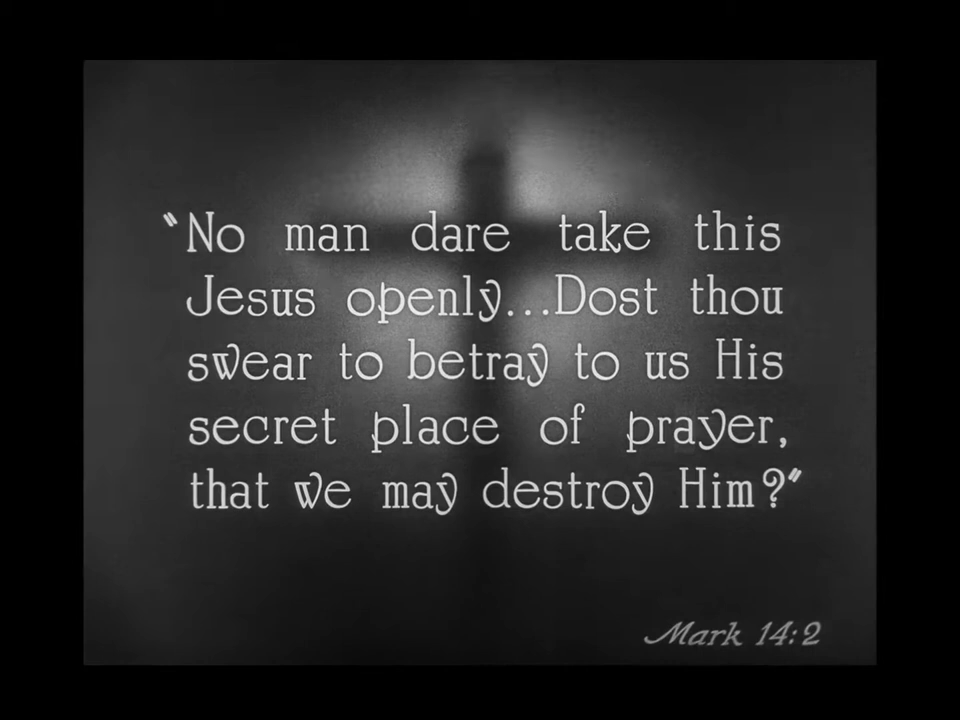 "No man dare take this
Jesus openly...Dost thou
swear to betray to us His
secret place of prayer,
that we may destroy Him?"
Mark 14:2